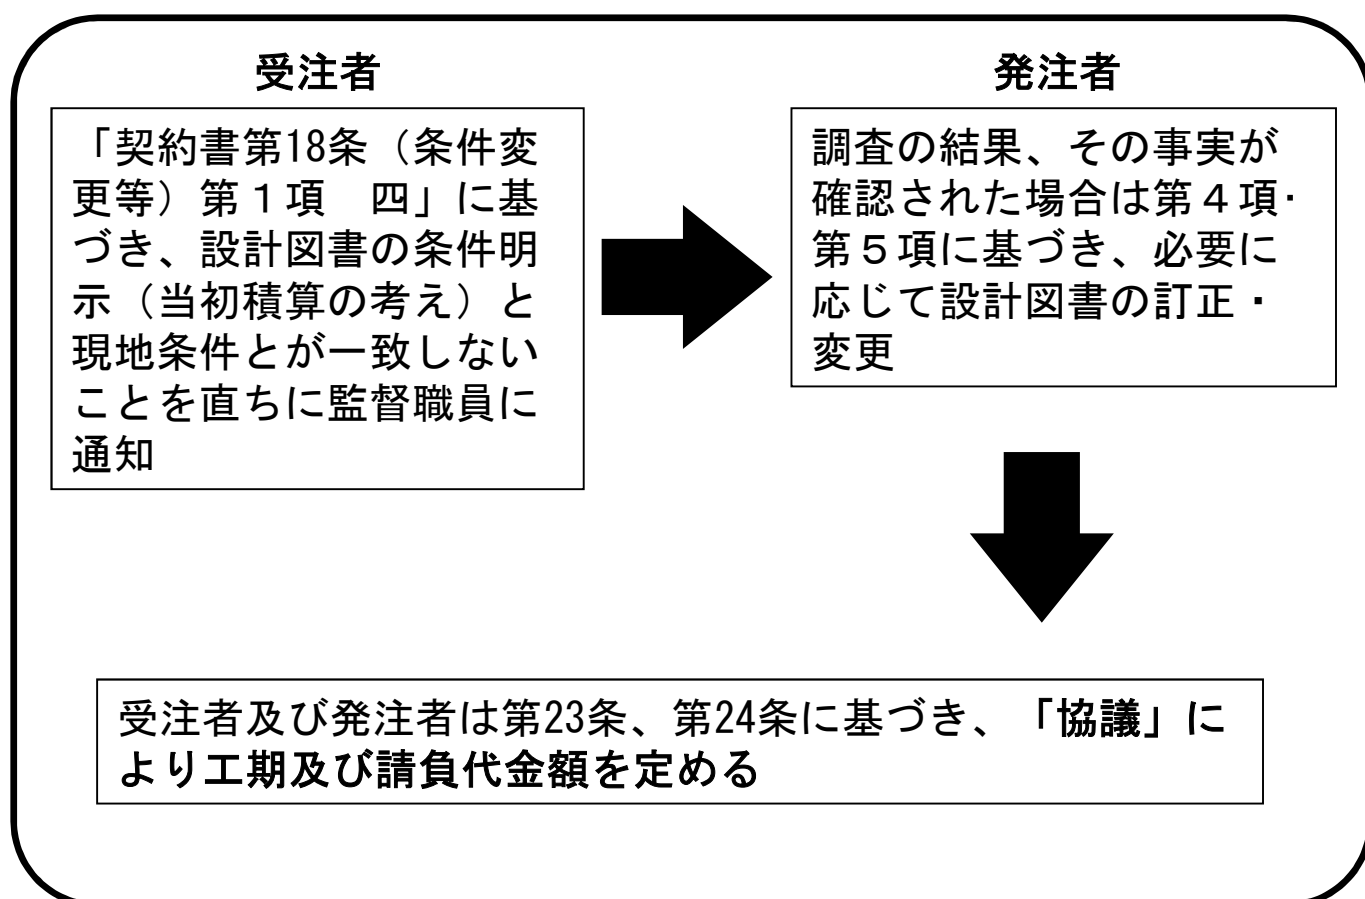 受注者
「契約書第18条（条件変
更等）第１項　四」に基
づき、設計図書の条件明
示（当初積算の考え）と
現地条件とが一致しない
ことを直ちに監督職員に
通知
発注者
調査の結果、その事実が
確認された場合は第４項･
第５項に基づき、必要に
応じて設計図書の訂正・
変更
受注者及び発注者は第23条、第24条に基づき、「協議」に
より工期及び請負代金額を定める